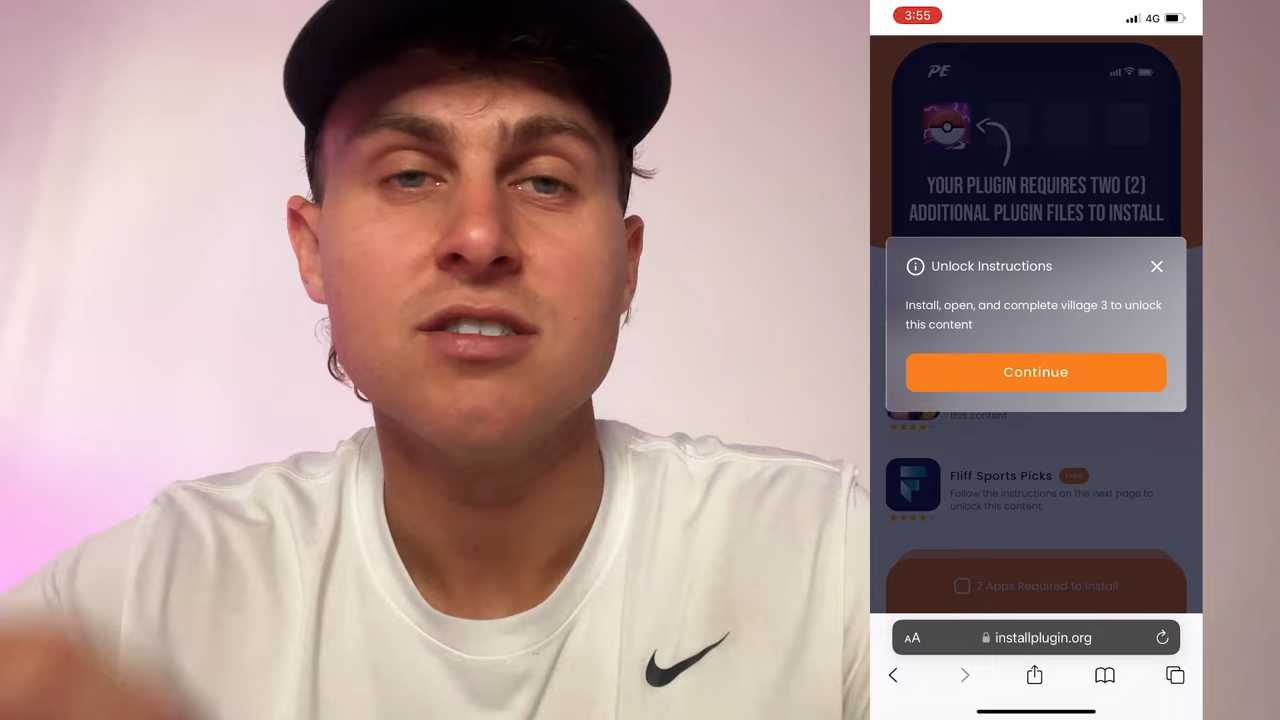 3:55
4G
PE
YOUR PLUGIN REQUIRES TWO (2)
ADDITIONAL PLUGIN FILES TO INSTALL
Unlock Instructions
Install, open, and complete village 3 to unlock
this content
Continue
this content
Fliff Sports Picks Free
Follow the instructions on the next page to
unlock this content.
2 Apps Required to Install
AA
installplugin.org